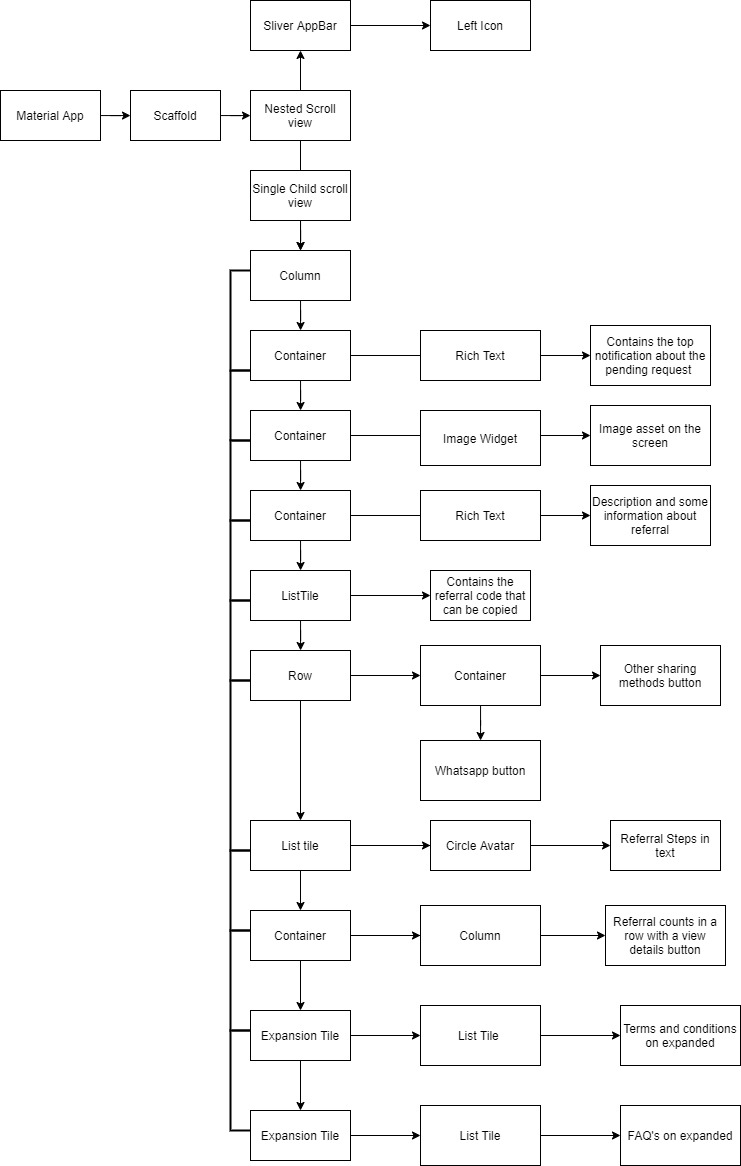 Sliver AppBar
Left Icon
Material App
Scaffold
Nested Scroll
view
Single Child scroll
view
Column
Container
Rich Text
Contains the top
notification about the
pending request
Container
Image Widget
Image asset on the
screen
Container
Rich Text
Description and some
information about
referral
ListTile
Contains the
referral code that
can be copied
Row
Container
Other sharing
methods button
Whatsapp button
List tile
Circle Avatar
Referral Steps in
text
Container
Column
Referral counts in a
row with a view
details button
Expansion Tile
List Tile
Terms and conditions
on expanded
Expansion Tile
List Tile
FAQ's on expanded